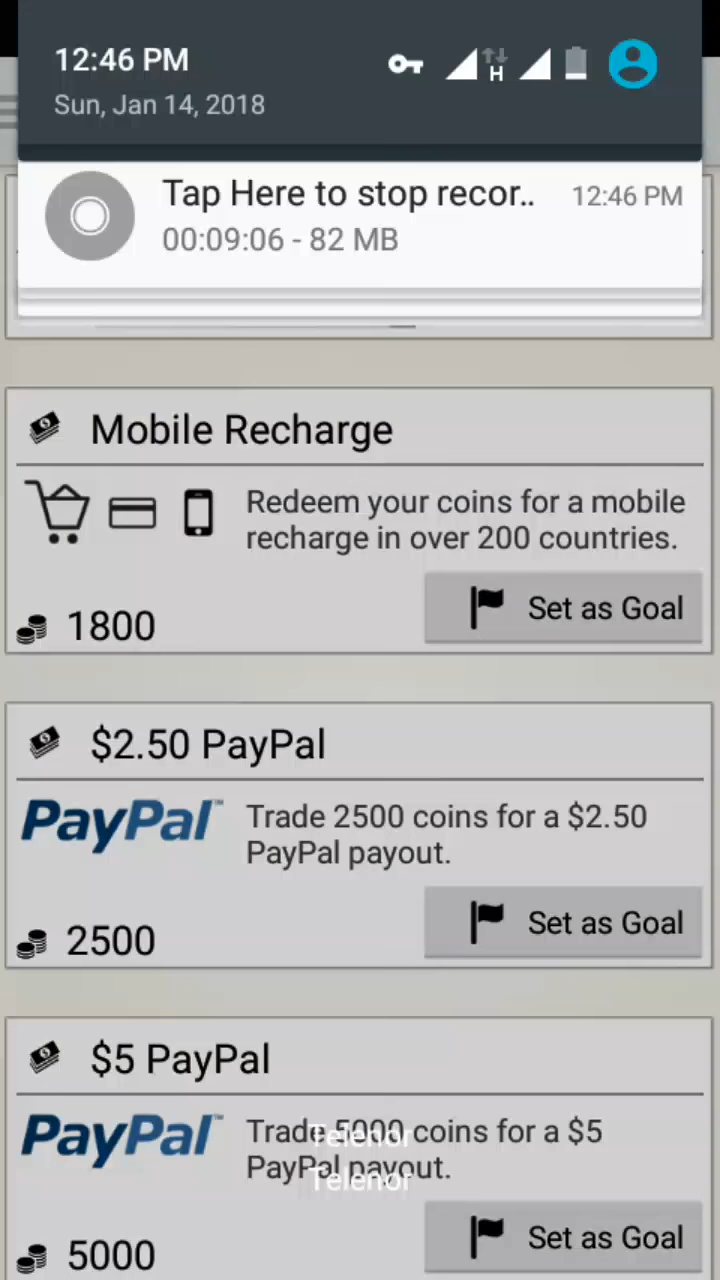 12:46 PM
H
Sun, Jan 14, 2018
Tap Here to stop recor..
12:46 PM
00:09:06 - 82 MB
Mobile Recharge
Redeem your coins for a mobile
recharge in over 200 countries.
1800
Set as Goal
$2.50 PayPal
PayPal™
Trade 2500 coins for a $2.50
PayPal payout.
2500
Set as Goal
$5 PayPal
PayPal™
Trade 5000 coins for a $5
Telenor
PayPal payout.
Telenor
5000
Set as Goal